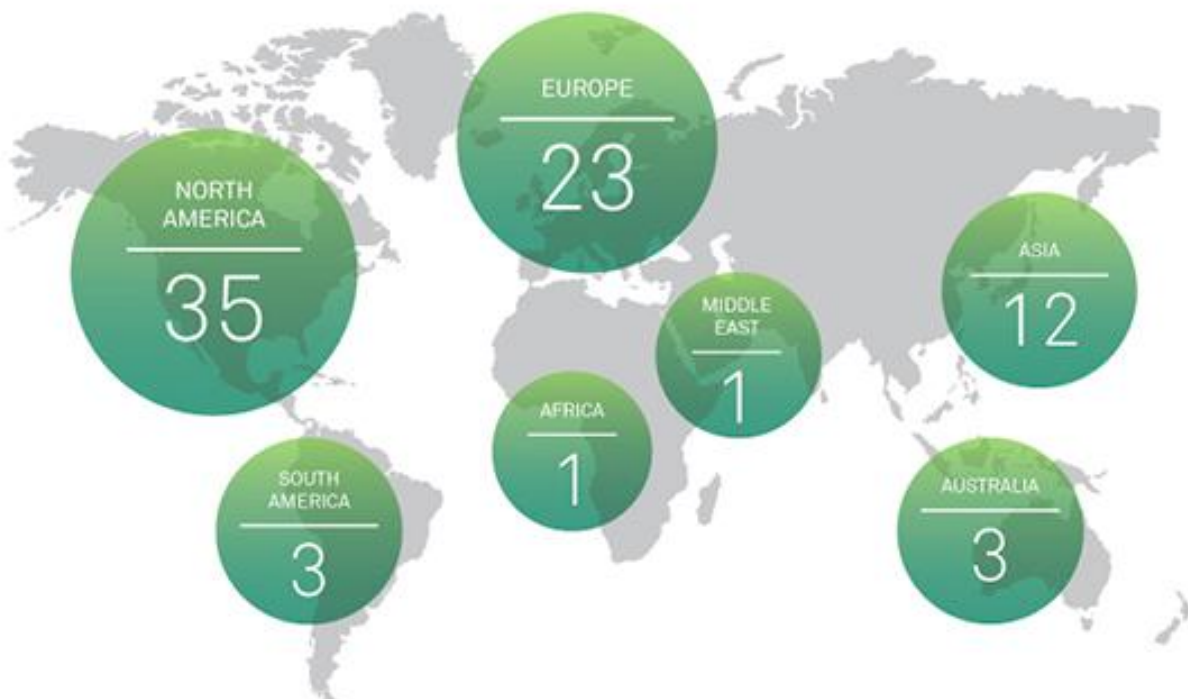 EUROPE
23
NORTH
AMERICA
35
ASIA
12
MIDDLE
EAST
1
AFRICA
1
SOUTH
AMERICA
3
AUSTRALIA
3